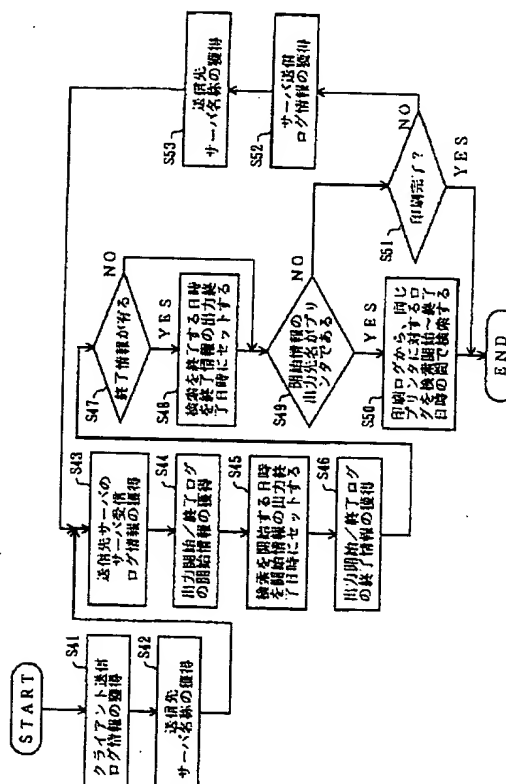 START
S41
クライアント送信
ログ情報の獲得
S42
送信先
サーバ名称の獲得
S43
送信先サーバの
サーバ受信
ログ情報の獲得
S44
出力開始/終了ログ
の開始情報の獲得
S45
検索を開始する日時
を開始情報の出力終
了日時にセットする
S46
出力開始/終了ログ
の終了情報の獲得
S47
終了情報が有る
NO
YES
S48
検索を終了する日時
を終了情報の出力終
了日時にセットする
S49
開始情報の
出力先名がプリ
ンタである
NO
YES
S50
印刷ログから、同じ
プリンタに対するロ
グを検索開始~終了
日時の間で検索する
S51
印刷完了?
NO
YES
S52
サーバ送信
ログ情報の獲得
S53
送信先
サーバ名称の獲得
END